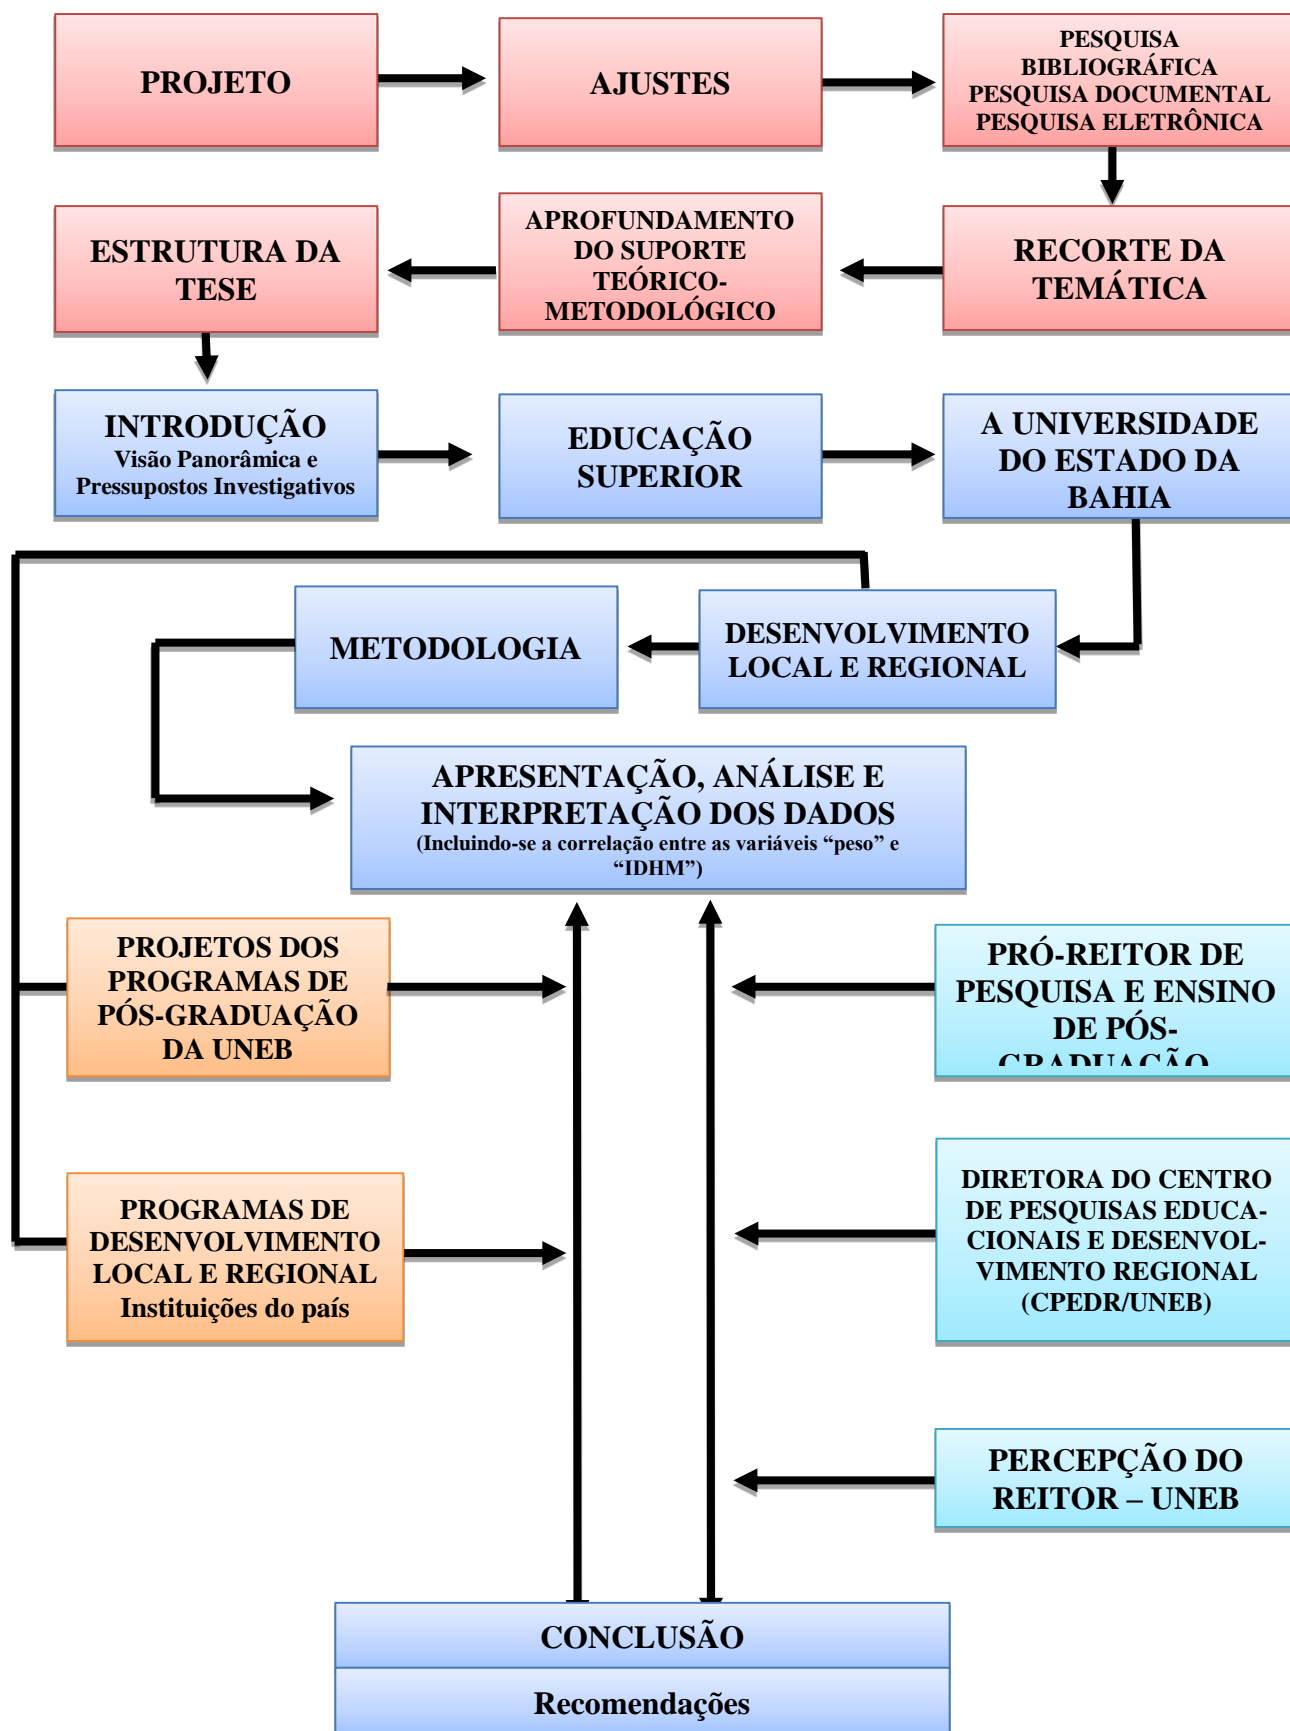 PROJETO
AJUSTES
PESQUISA
BIBLIOGRÁFICA
PESQUISA DOCUMENTAL
PESQUISA ELETRÔNICA
ESTRUTURA DA
TESE
APROFUNDAMENTO
DO SUPORTE
TEÓRICO-
METODOLÓGICO
RECORTE DA
TEMÁTICA
INTRODUÇÃO
Visão Panorâmica e
Pressupostos Investigativos
EDUCAÇÃO
SUPERIOR
A UNIVERSIDADE
DO ESTADO DA
BAHIA
METODOLOGIA
DESENVOLVIMENTO
LOCAL E REGIONAL
APRESENTAÇÃO, ANÁLISE E
INTERPRETAÇÃO DOS DADOS
(Incluindo-se a correlação entre as variáveis “peso” e
“IDHM”)
PROJETOS DOS
PROGRAMAS DE
PÓS-GRADUAÇÃO
DA UNEB
PRÓ-REITOR DE
PESQUISA E ENSINO
DE PÓS-
GRADUAÇÃO
PROGRAMAS DE
DESENVOLVIMENTO
LOCAL E REGIONAL
Instituições do país
DIRETORA DO CENTRO
DE PESQUISAS EDUCA-
CIONAIS E DESENVOL-
VIMENTO REGIONAL
(CPEDR/UNEB)
PERCEPÇÃO DO
REITOR – UNEB
CONCLUSÃO
Recomendações